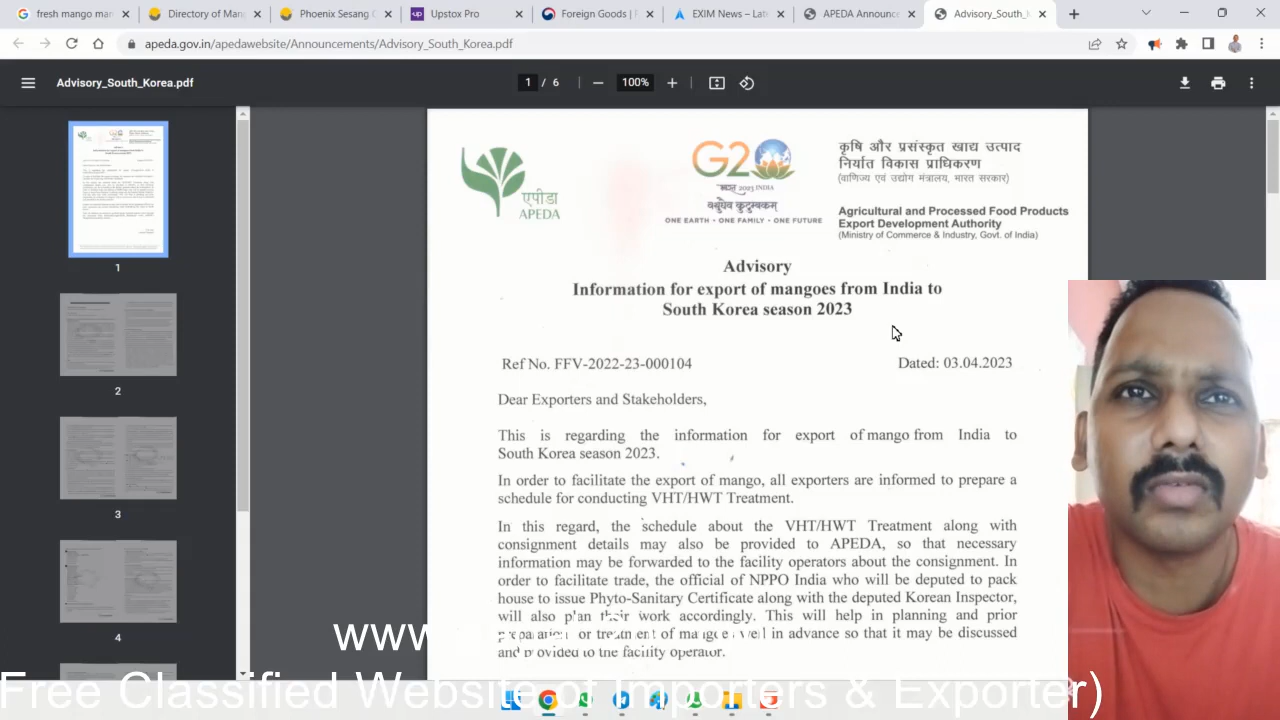 fresh mango man
Directory of Man
Phoenix Sesang C
Upstox Pro
Foreign Goods | F
EXIM News – Late
APEDA Announce
Advisory_South_
apeda.gov.in/apedawebsite/Announcements/Advisory_South_Korea.pdf
Advisory_South_Korea.pdf
1 / 6
100%
एपीडा
APEDA
G20
भारत 2023 INDIA
वसुधैव कुटुम्बकम्
ONE EARTH • ONE FAMILY • ONE FUTURE
कृषि और प्रसंस्कृत खाद्य उत्पाद
निर्यात विकास प्राधिकरण
(वाणिज्य एवं उद्योग मंत्रालय, भारत सरकार)
Agricultural and Processed Food Products
Export Development Authority
(Ministry of Commerce & Industry, Govt. of India)
Advisory
Information for export of mangoes from India to
South Korea season 2023
Ref No. FFV-2022-23-000104
Dated: 03.04.2023
Dear Exporters and Stakeholders,
This is regarding the information for export of mango from India to
South Korea season 2023.
In order to facilitate the export of mango, all exporters are informed to prepare a
schedule for conducting VHT/HWT Treatment.
In this regard, the schedule about the VHT/HWT Treatment along with
consignment details may also be provided to APEDA, so that necessary
information may be forwarded to the facility operators about the consignment. In
order to facilitate trade, the official of NPPO India who will be deputed to pack
house to issue Phyto-Sanitary Certificate along with the deputed Korean Inspector,
will also plan their work accordingly. This will help in planning and prior
or treatment of mangoes well in advance so that it may be discussed
and provided to the facility operator.
1
2
3
4
www
Free Classified Website of Importers & Exporter)